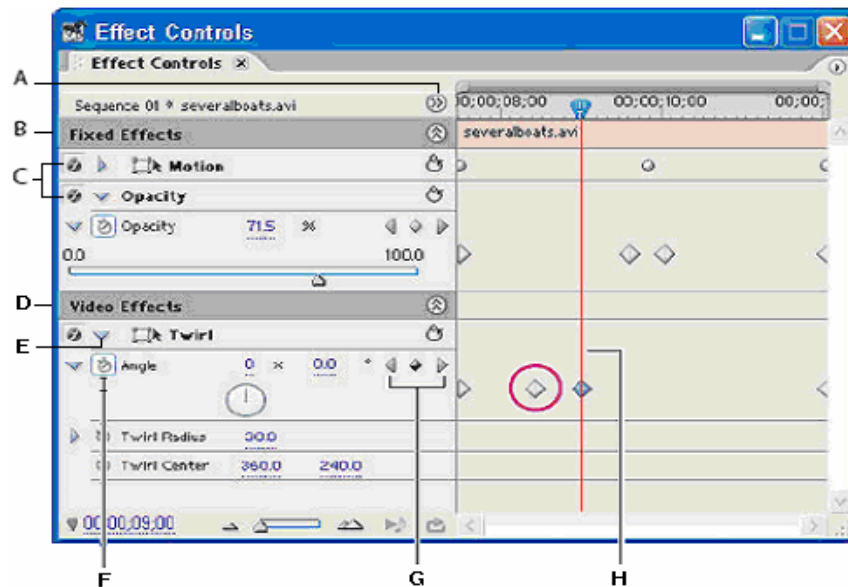 Effect Controls
Effect Controls
A
Sequence 01 * severalboats.avi
00;00;08;00 00;00;10;00 00;00;
B
Fixed Effects
severalboats.avi
C
Motion
Opacity
Opacity 71.5 %
0.0 100.0
D
Video Effects
E
Twirl
Angle 0 x 0.0 °
Twirl Radius 30.0
Twirl Center 360.0 240.0
00;00;09;00
F G H